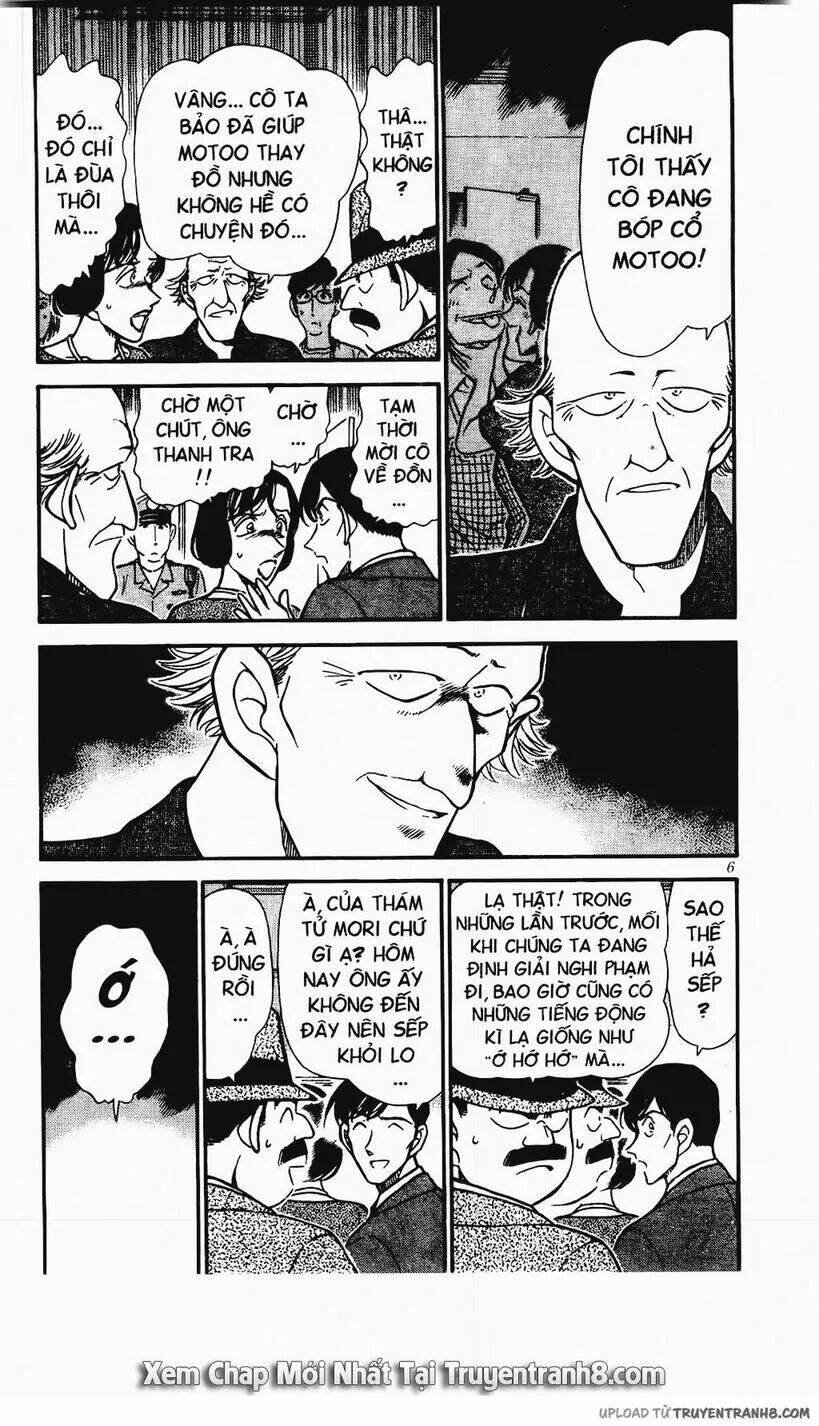 CHÍNH
TÔI THẤY
CÔ ĐANG
BÓP CỔ
MOTOO!
THÂ...
THẬT
KHÔNG
?
VÂNG... CÔ TA
BẢO ĐÃ GIÚP
MOTOO THAY
ĐỒ NHƯNG
KHÔNG HỀ CÓ
CHUYỆN ĐÓ...
ĐÓ...
ĐÓ CHỈ
LÀ ĐÙA
THÔI
MÀ...
TẠM
THỜI
MỜI CÔ
VỀ ĐỒN
...
CHỜ
...
CHỜ MỘT
CHÚT, ÔNG
THANH TRA
!!
6
SAO
THẾ
HẢ
SẾP
?
LẠ THẬT! TRONG
NHỮNG LẦN TRƯỚC, MỖI
KHI CHÚNG TA ĐANG
ĐỊNH GIẢI NGHI PHẠM
ĐI, BAO GIỜ CŨNG CÓ
NHỮNG TIẾNG ĐỘNG
KÌ LẠ GIỐNG NHƯ
"Ớ HỚ HỚ" MÀ...
À, CỦA THÁM
TỬ MORI CHỨ
GÌ Ạ? HÔM
NAY ÔNG ẤY
KHÔNG ĐẾN
ĐÂY NÊN SẾP
KHỎI LO
...
À, À
ĐÚNG
RỒI
...
Ớ
...
Xem Chap Mới Nhất Tại Truyentranh8.com
UPLOAD TỪ TRUYENTRANH8.COM